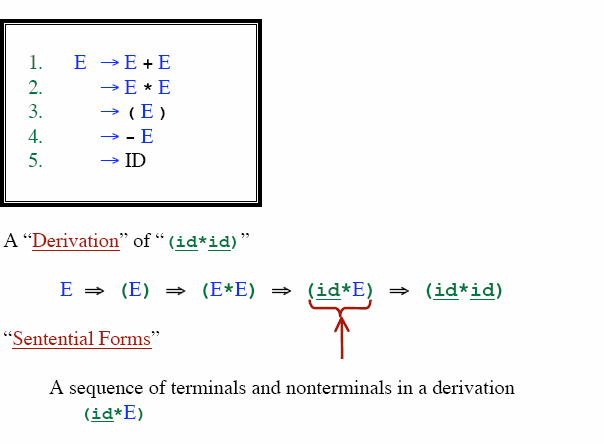 1. E → E + E
2. → E * E
3. → ( E )
4. → - E
5. → ID
A “Derivation” of “(id*id)”
E ⇒ (E) ⇒ (E*E) ⇒ (id*E) ⇒ (id*id)
“Sentential Forms”
A sequence of terminals and nonterminals in a derivation
(id*E)